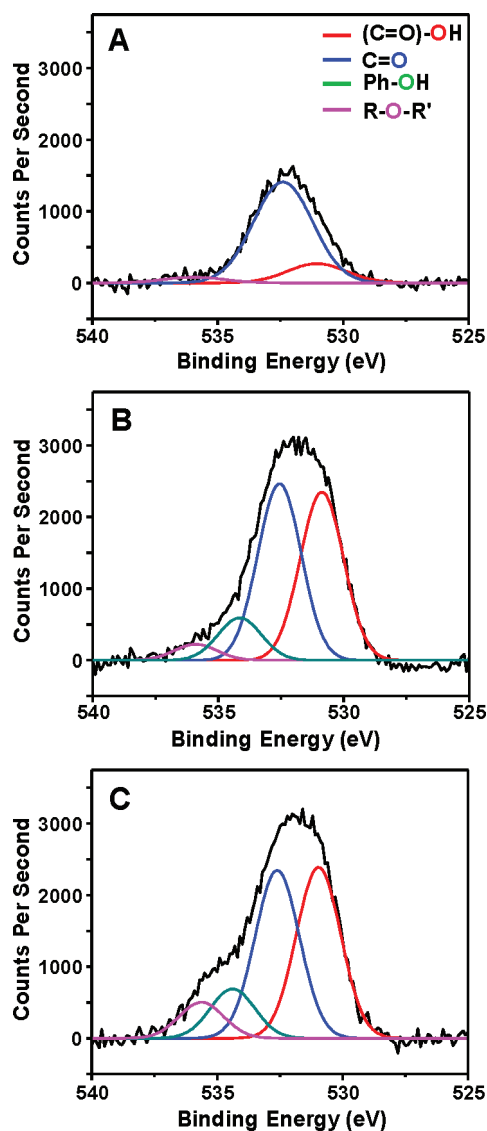 A
(C=O)-OH
C=O
Ph-OH
R-O-R'
Counts Per Second
3000
2000
1000
0
540 535 530 525
Binding Energy (eV)
B
Counts Per Second
3000
2000
1000
0
540 535 530 525
Binding Energy (eV)
C
Counts Per Second
3000
2000
1000
0
540 535 530 525
Binding Energy (eV)